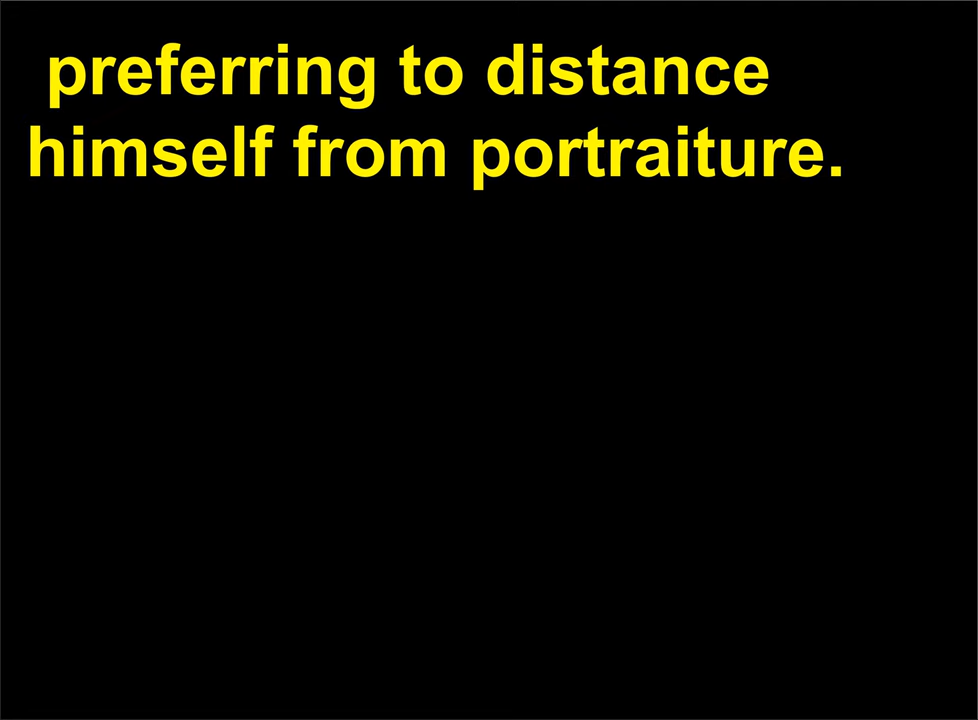 preferring to distance
himself from portraiture.